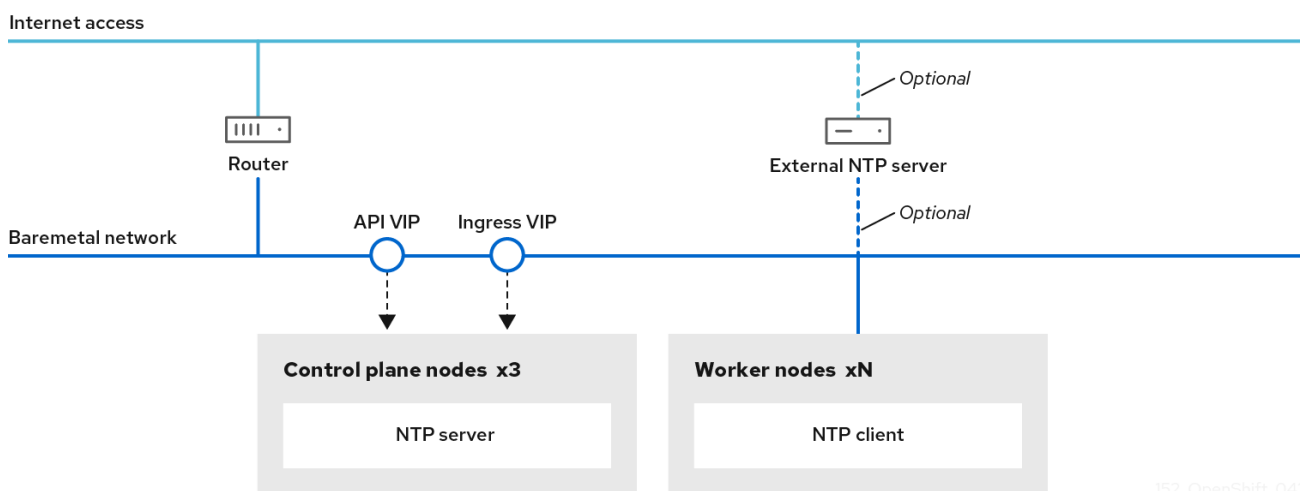 Internet access
Optional
Router
External NTP server
Optional
API VIP
Ingress VIP
Baremetal network
Control plane nodes x3
Worker nodes xN
NTP server
NTP client